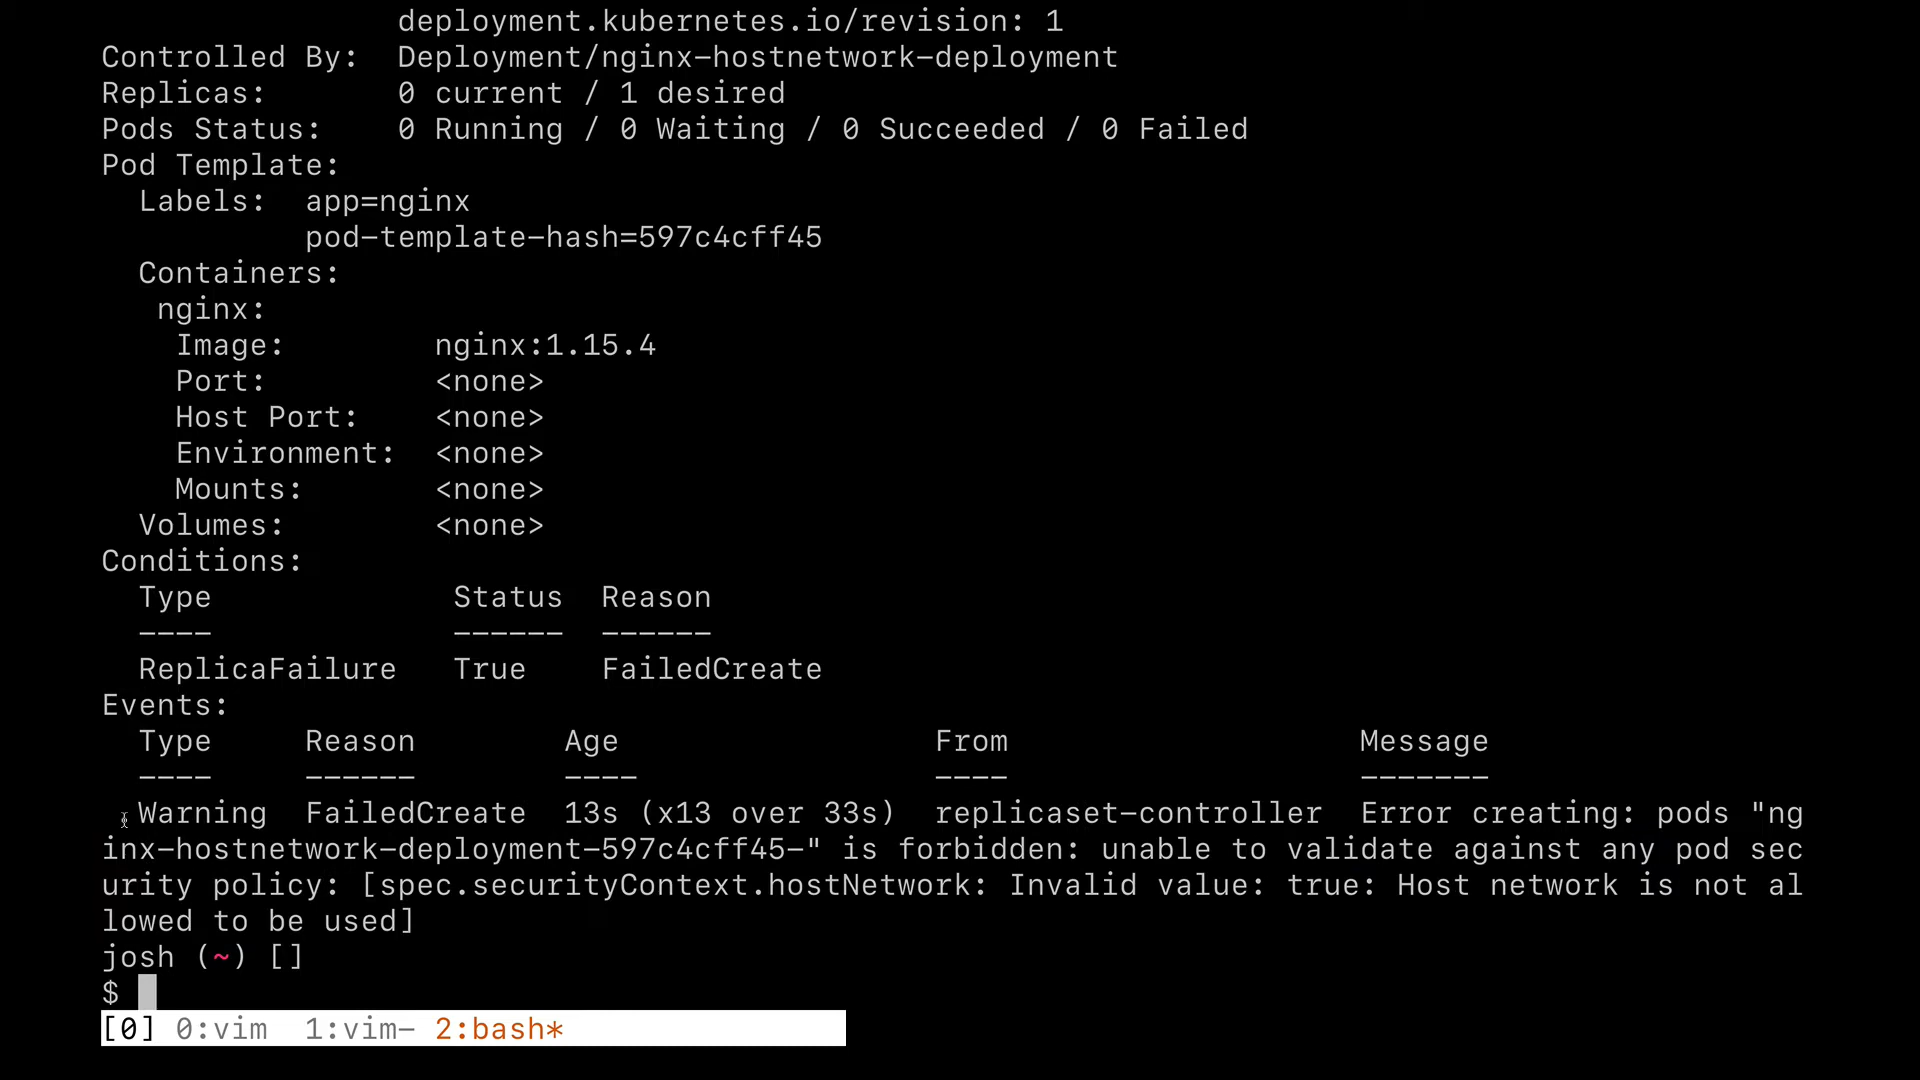 deployment.kubernetes.io/revision: 1
Controlled By:  Deployment/nginx-hostnetwork-deployment
Replicas:       0 current / 1 desired
Pods Status:    0 Running / 0 Waiting / 0 Succeeded / 0 Failed
Pod Template:
  Labels:  app=nginx
           pod-template-hash=597c4cff45
  Containers:
   nginx:
    Image:        nginx:1.15.4
    Port:         <none>
    Host Port:    <none>
    Environment:  <none>
    Mounts:       <none>
  Volumes:        <none>
Conditions:
  Type             Status  Reason
  ----             ------  ------
  ReplicaFailure   True    FailedCreate
Events:
  Type     Reason        Age                 From                   Message
  ----     ------        ----                ----                   -------
  Warning  FailedCreate  13s (x13 over 33s)  replicaset-controller  Error creating: pods "ng
inx-hostnetwork-deployment-597c4cff45-" is forbidden: unable to validate against any pod sec
urity policy: [spec.securityContext.hostNetwork: Invalid value: true: Host network is not al
lowed to be used]
josh (~) []
$
[0] 0:vim  1:vim- 2:bash*